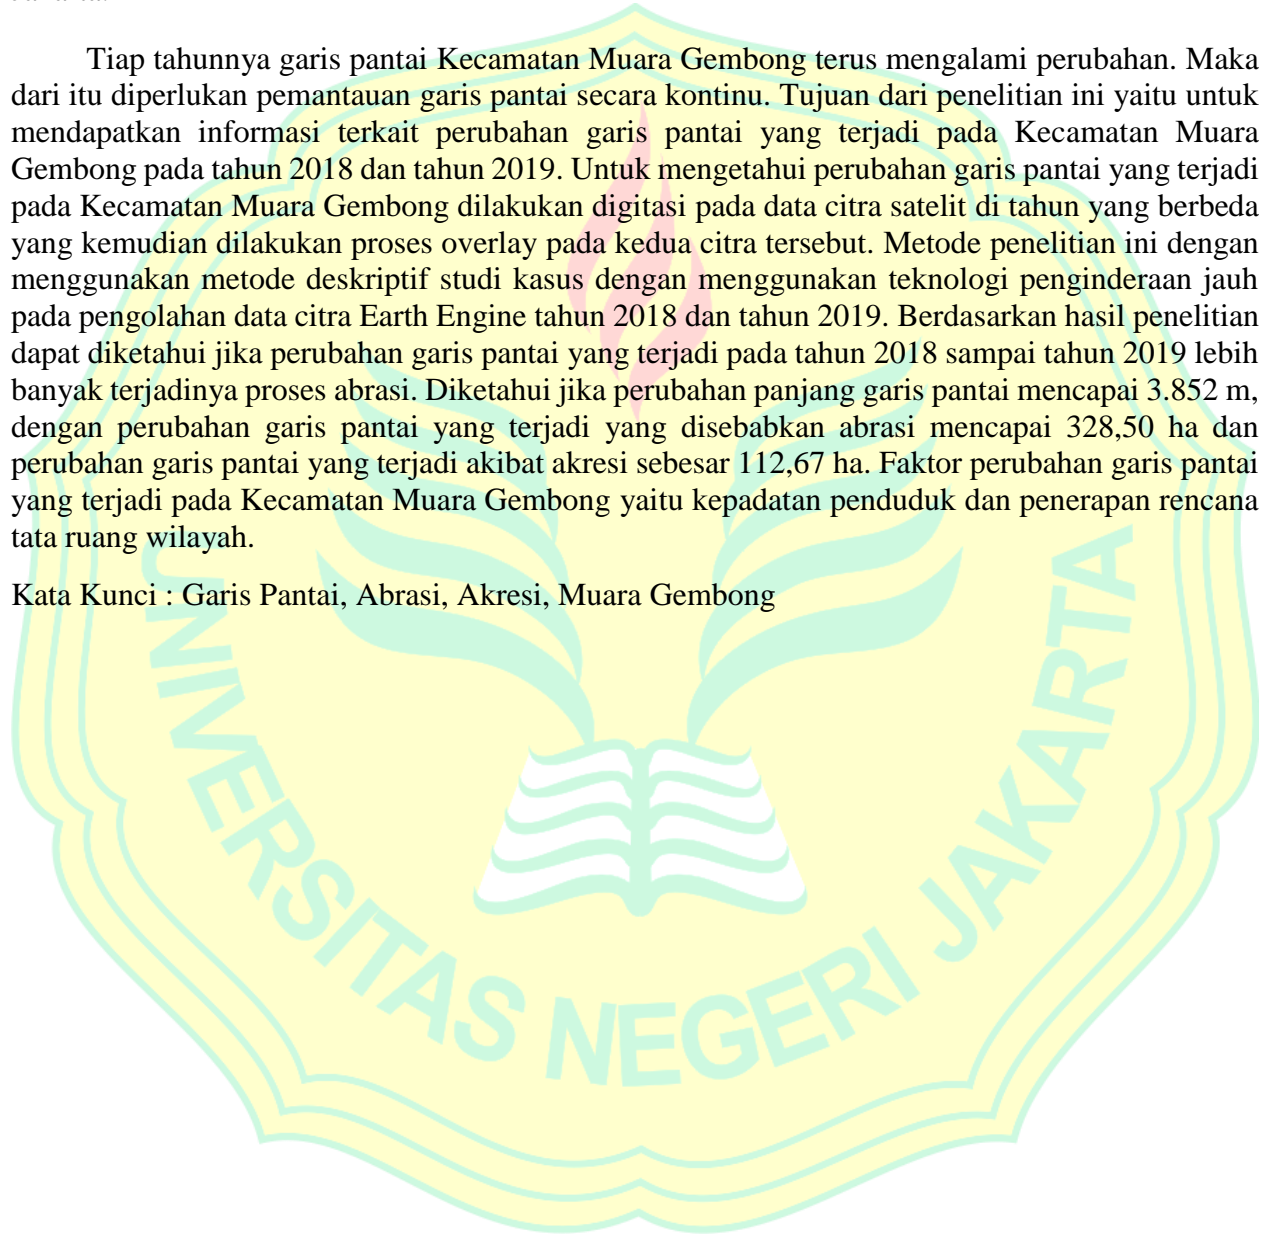 Tiap tahunnya garis pantai Kecamatan Muara Gembong terus mengalami perubahan. Maka
dari itu diperlukan pemantauan garis pantai secara kontinu. Tujuan dari penelitian ini yaitu untuk
mendapatkan informasi terkait perubahan garis pantai yang terjadi pada Kecamatan Muara
Gembong pada tahun 2018 dan tahun 2019. Untuk mengetahui perubahan garis pantai yang terjadi
pada Kecamatan Muara Gembong dilakukan digitasi pada data citra satelit di tahun yang berbeda
yang kemudian dilakukan proses overlay pada kedua citra tersebut. Metode penelitian ini dengan
menggunakan metode deskriptif studi kasus dengan menggunakan teknologi penginderaan jauh
pada pengolahan data citra Earth Engine tahun 2018 dan tahun 2019. Berdasarkan hasil penelitian
dapat diketahui jika perubahan garis pantai yang terjadi pada tahun 2018 sampai tahun 2019 lebih
banyak terjadinya proses abrasi. Diketahui jika perubahan panjang garis pantai mencapai 3.852 m,
dengan perubahan garis pantai yang terjadi yang disebabkan abrasi mencapai 328,50 ha dan
perubahan garis pantai yang terjadi akibat akresi sebesar 112,67 ha. Faktor perubahan garis pantai
yang terjadi pada Kecamatan Muara Gembong yaitu kepadatan penduduk dan penerapan rencana
tata ruang wilayah.
Kata Kunci : Garis Pantai, Abrasi, Akresi, Muara Gembong
UNIVERSITAS NEGERI JAKARTA